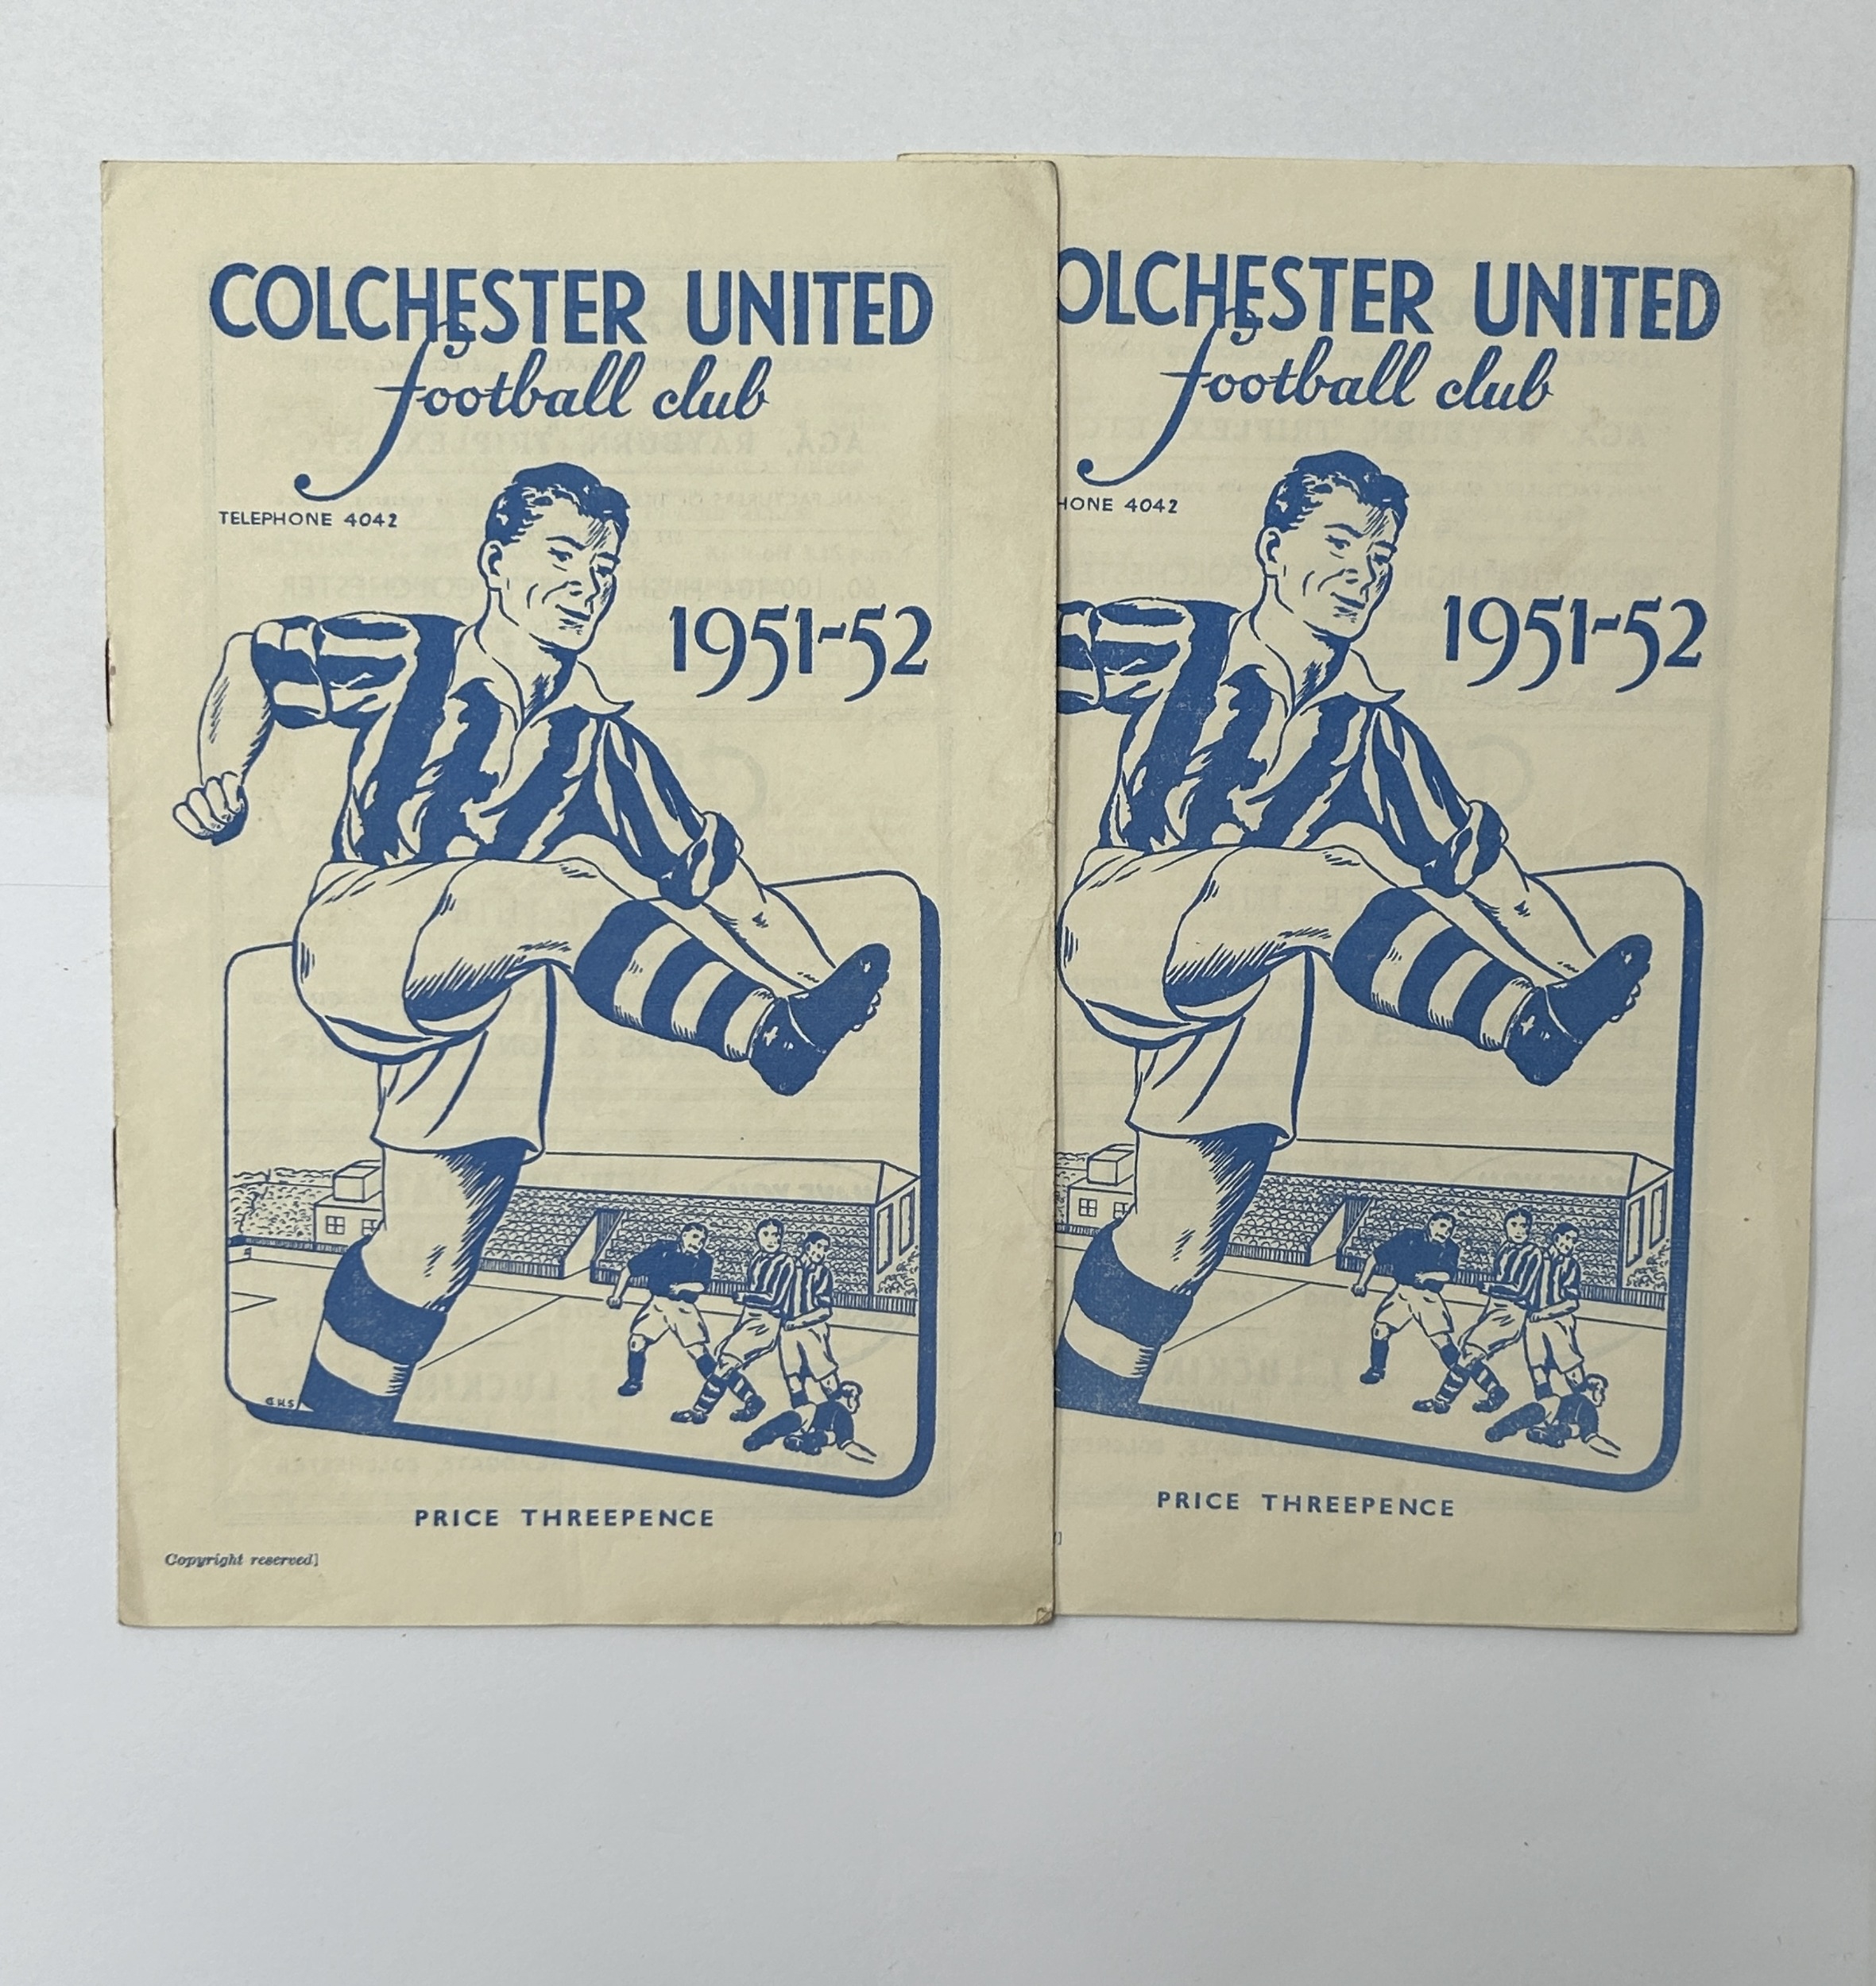 COLCHESTER UNITED
football club
TELEPHONE 4042
1951-52
G.H.S
PRICE THREEPENCE
Copyright reserved]
OLCHESTER UNITED
football club
HONE 4042
1951-52
PRICE THREEPENCE
]